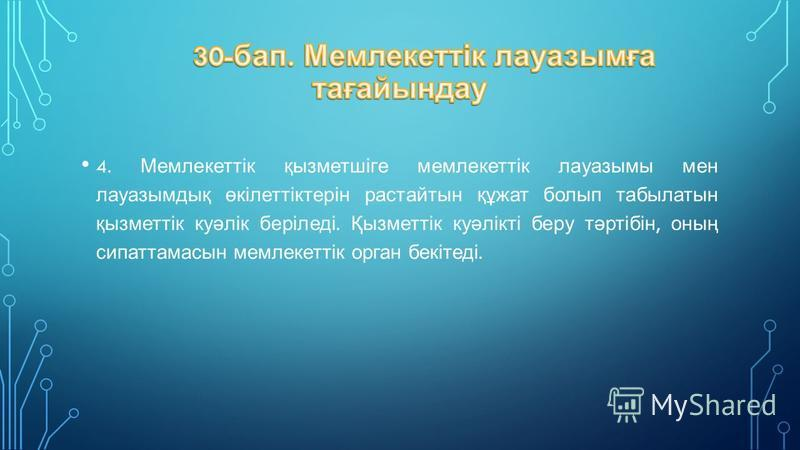 30-бап. Мемлекеттік лауазымға
тағайындау
• 4. Мемлекеттік қызметшіге мемлекеттік лауазымы мен
лауазымдық өкілеттіктерін растайтын құжат болып табылатын
қызметтік куәлік беріледі. Қызметтік куәлікті беру тәртібін, оның
сипаттамасын мемлекеттік орган бекітеді.
MyShared